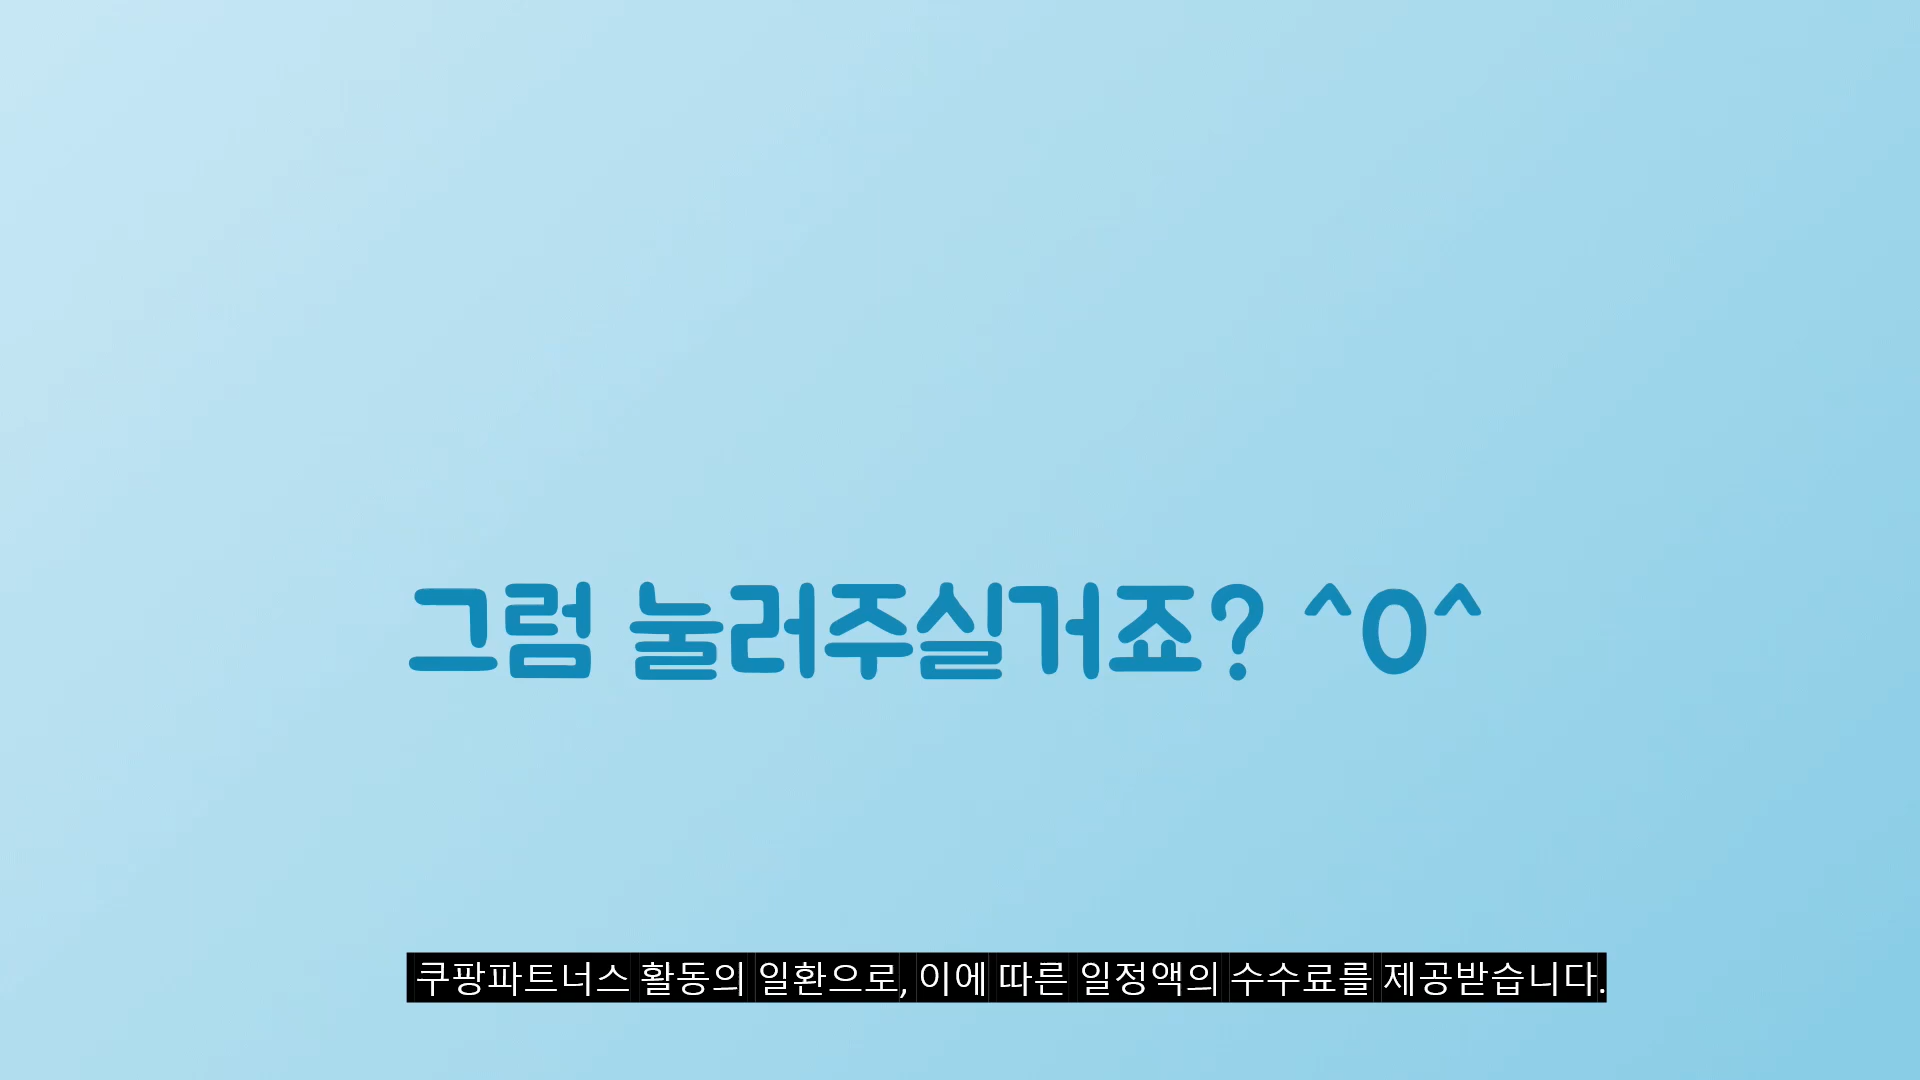 그럼 눌러주실거죠? ^0^
쿠팡파트너스 활동의 일환으로, 이에 따른 일정액의 수수료를 제공받습니다.